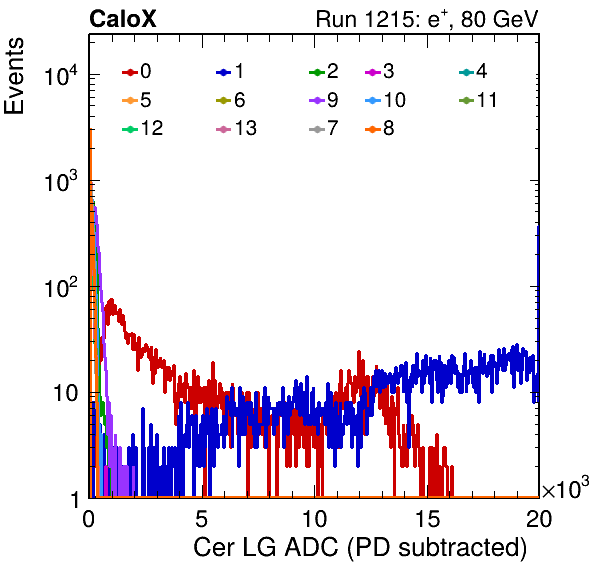 CaloX Run 1215: e⁺, 80 GeV
Events
10⁴
10³
10²
10
1
0 1 2 3 4
5 6 9 10 11
12 13 7 8
0 5 10 15 20
×10³
Cer LG ADC (PD subtracted)